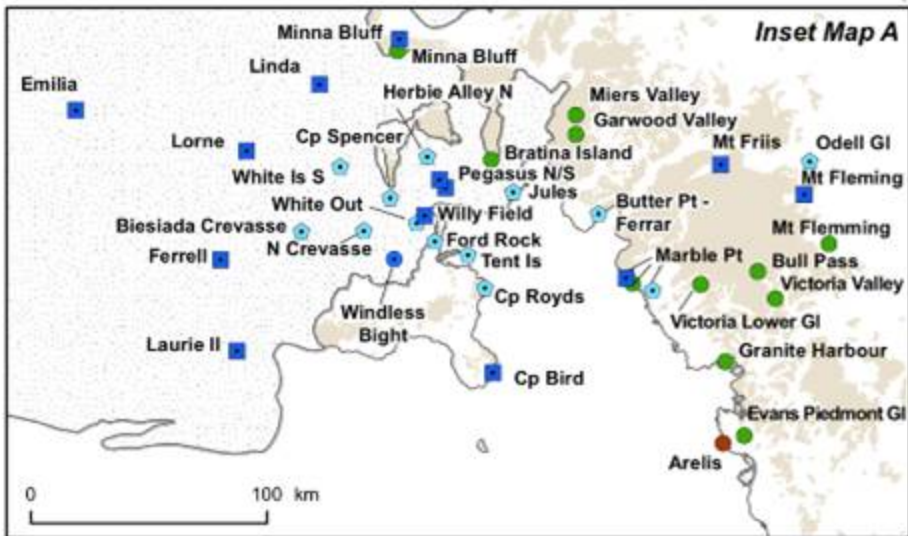 Inset Map A
Minna Bluff
Minna Bluff
Linda
Emilia
Herbie Alley N
Miers Valley
Garwood Valley
Cp Spencer
Lorne
Mt Friis
Odell Gl
Bratina Island
White Is S
Pegasus N/S
Mt Fleming
Jules
White Out
Butter Pt -
Ferrar
Willy Field
Biesiada Crevasse
Mt Flemming
N Crevasse
Ford Rock
Ferrell
Marble Pt
Bull Pass
Tent Is
Victoria Valley
Cp Royds
Windless
Bight
Victoria Lower Gl
Laurie II
Granite Harbour
Cp Bird
Evans Piedmont Gl
Arelis
0 100 km